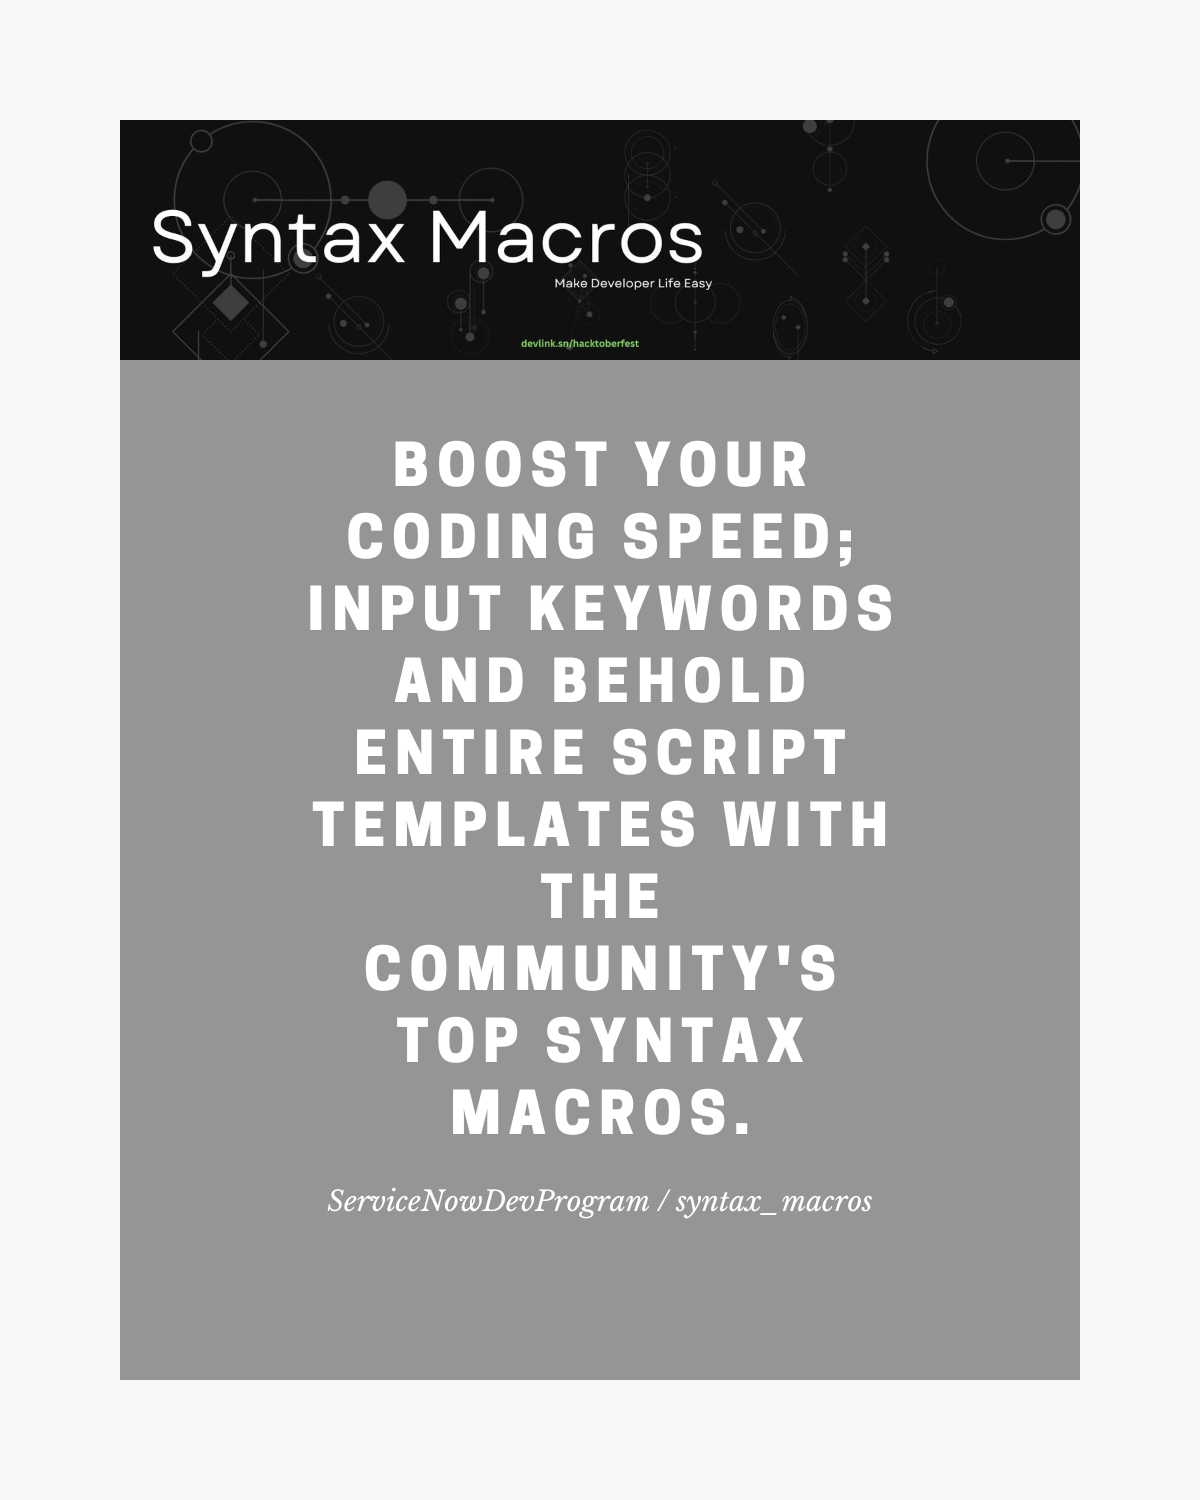 Syntax Macros
Make Developer Life Easy
devlink.sn/hacktoberfest
BOOST YOUR
CODING SPEED;
INPUT KEYWORDS
AND BEHOLD
ENTIRE SCRIPT
TEMPLATES WITH
THE
COMMUNITY'S
TOP SYNTAX
MACROS.
ServiceNowDevProgram / syntax_macros